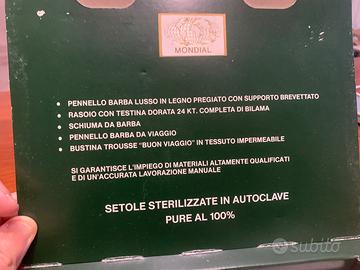 MONDIAL
• PENNELLO BARBA LUSSO IN LEGNO PREGIATO CON SUPPORTO BREVETTATO
• RASOIO CON TESTINA DORATA 24 KT. COMPLETA DI BILAMA
• SCHIUMA DA BARBA
• PENNELLO BARBA DA VIAGGIO
• BUSTINA TROUSSE "BUON VIAGGIO" IN TESSUTO IMPERMEABILE
SI GARANTISCE L'IMPIEGO DI MATERIALI ALTAMENTE QUALIFICATI
E DI UN'ACCURATA LAVORAZIONE MANUALE
SETOLE STERILIZZATE IN AUTOCLAVE
PURE AL 100%
subito